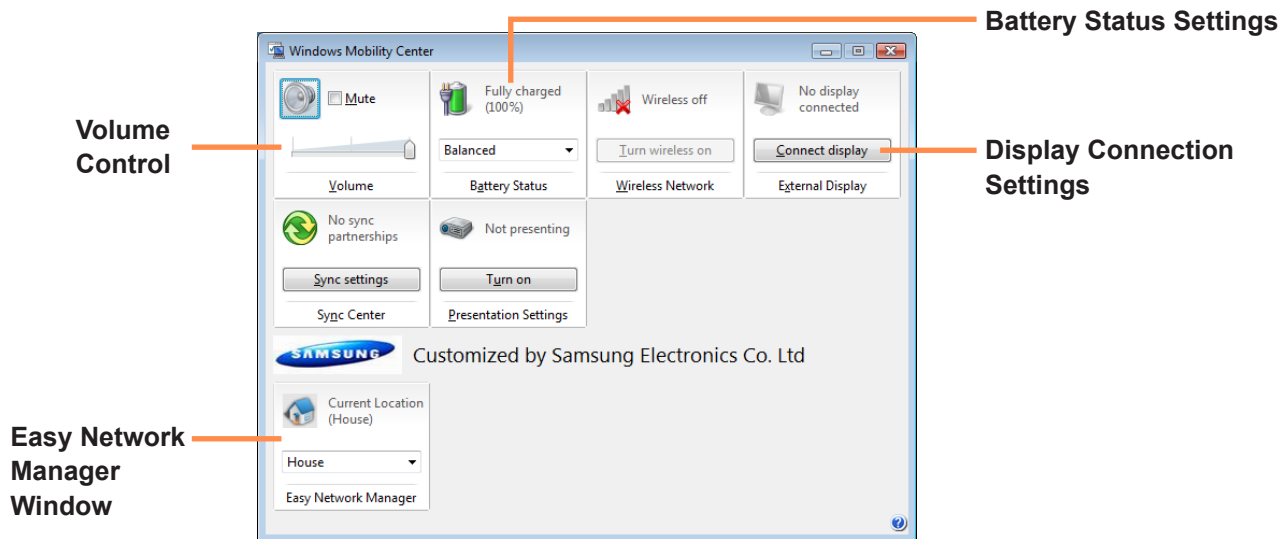 Battery Status Settings
Windows Mobility Center
Mute
Fully charged
(100%)
Wireless off
No display
connected
Volume
Control
Balanced
Turn wireless on
Connect display
Display Connection
Settings
Volume
Battery Status
Wireless Network
External Display
No sync
partnerships
Not presenting
Sync settings
Turn on
Sync Center
Presentation Settings
SAMSUNG
Customized by Samsung Electronics Co. Ltd
Current Location
(House)
Easy Network
Manager
Window
House
Easy Network Manager